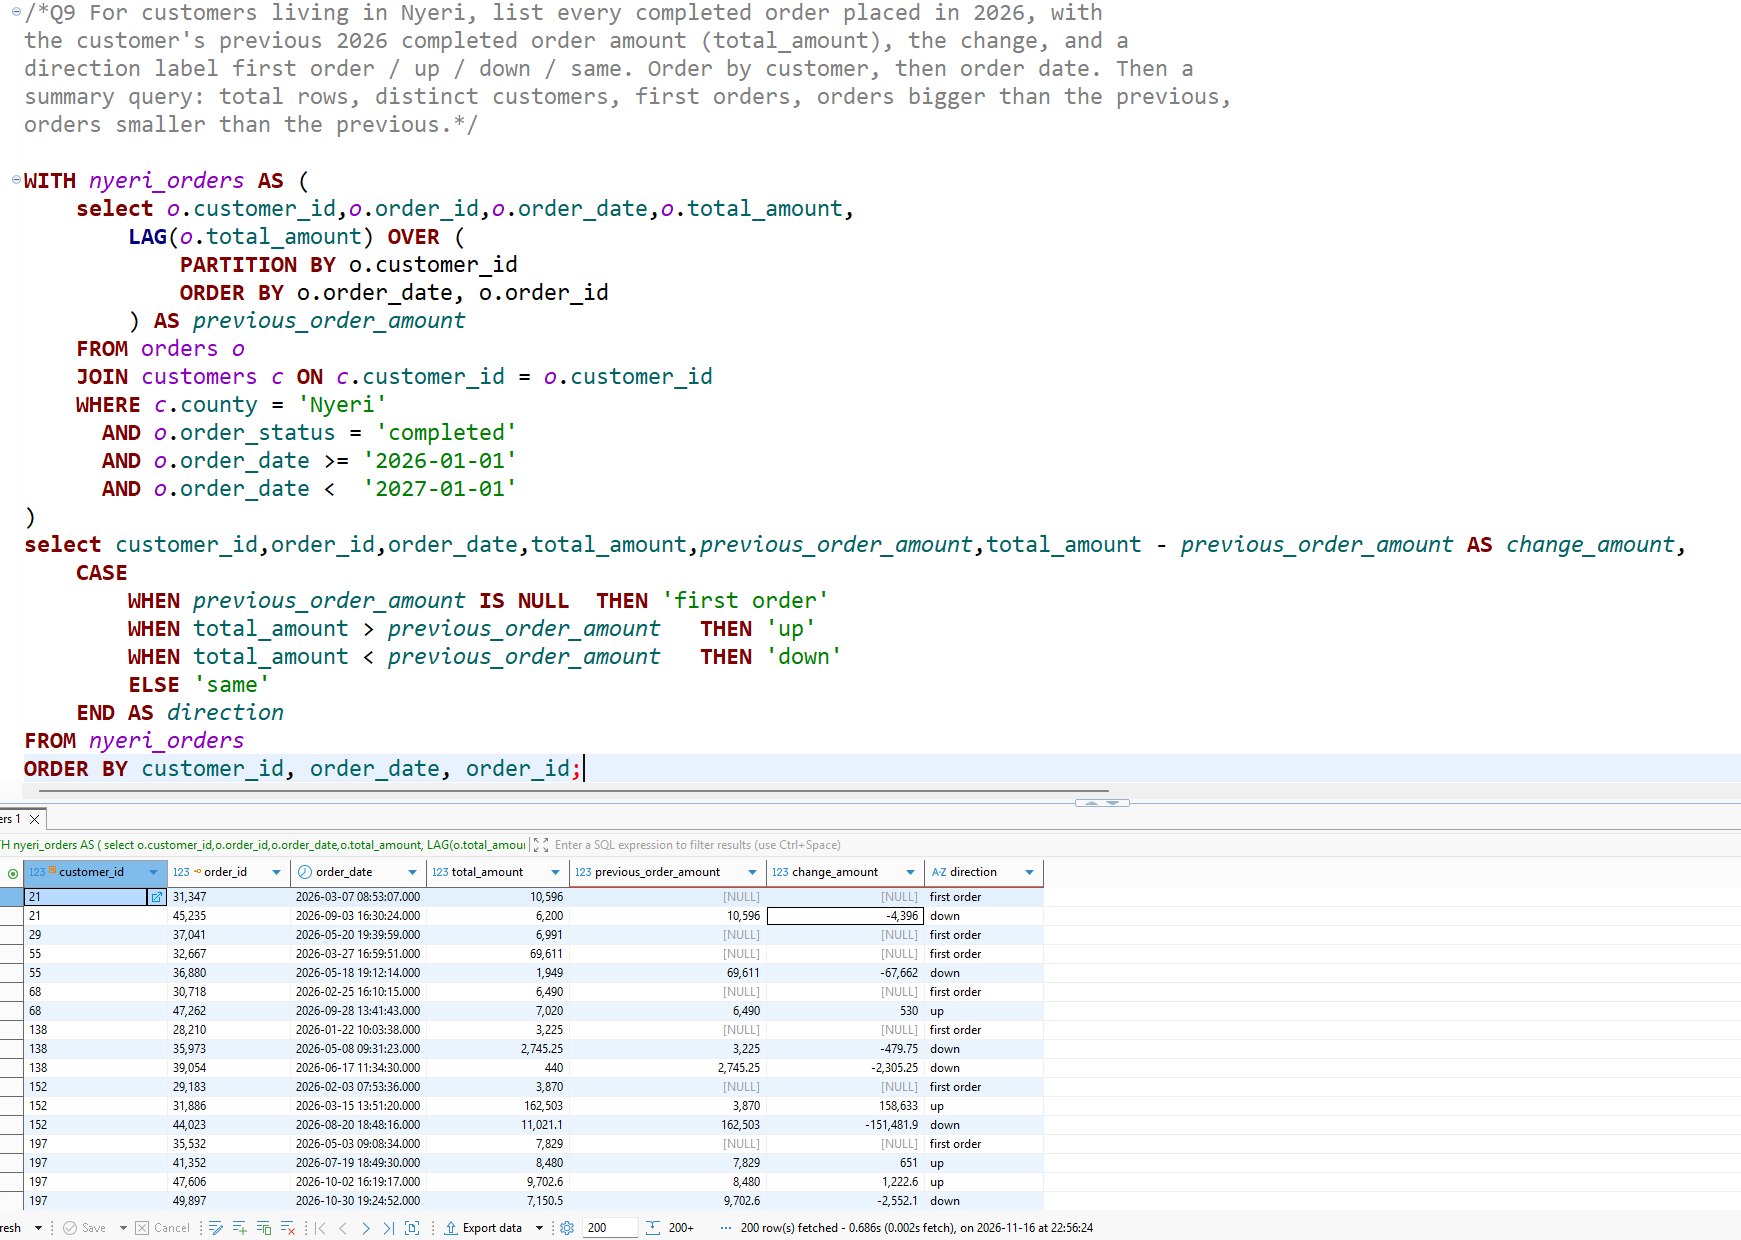 /*Q9 For customers living in Nyeri, list every completed order placed in 2026, with
the customer's previous 2026 completed order amount (total_amount), the change, and a
direction label first order / up / down / same. Order by customer, then order date. Then a
summary query: total rows, distinct customers, first orders, orders bigger than the previous,
orders smaller than the previous.*/
WITH nyeri_orders AS (
select o.customer_id,o.order_id,o.order_date,o.total_amount,
LAG(o.total_amount) OVER (
PARTITION BY o.customer_id
ORDER BY o.order_date, o.order_id
) AS previous_order_amount
FROM orders o
JOIN customers c ON c.customer_id = o.customer_id
WHERE c.county = 'Nyeri'
AND o.order_status = 'completed'
AND o.order_date >= '2026-01-01'
AND o.order_date <  '2027-01-01'
)
select customer_id,order_id,order_date,total_amount,previous_order_amount,total_amount - previous_order_amount AS change_amount,
CASE
WHEN previous_order_amount IS NULL  THEN 'first order'
WHEN total_amount > previous_order_amount   THEN 'up'
WHEN total_amount < previous_order_amount   THEN 'down'
ELSE 'same'
END AS direction
FROM nyeri_orders
ORDER BY customer_id, order_date, order_id;
ers 1
H nyeri_orders AS ( select o.customer_id,o.order_id,o.order_date,o.total_amount, LAG(o.total_amour Enter a SQL expression to filter results (use Ctrl+Space)
123 customer_id 123 order_id order_date 123 total_amount 123 previous_order_amount 123 change_amount A-Z direction
21 31,347 2026-03-07 08:53:07.000 10,596 [NULL] [NULL] first order
21 45,235 2026-09-03 16:30:24.000 6,200 10,596 -4,396 down
29 37,041 2026-05-20 19:39:59.000 6,991 [NULL] [NULL] first order
55 32,667 2026-03-27 16:59:51.000 69,611 [NULL] [NULL] first order
55 36,880 2026-05-18 19:12:14.000 1,949 69,611 -67,662 down
68 30,718 2026-02-25 16:10:15.000 6,490 [NULL] [NULL] first order
68 47,262 2026-09-28 13:41:43.000 7,020 6,490 530 up
138 28,210 2026-01-22 10:03:38.000 3,225 [NULL] [NULL] first order
138 35,973 2026-05-08 09:31:23.000 2,745.25 3,225 -479.75 down
138 39,054 2026-06-17 11:34:30.000 440 2,745.25 -2,305.25 down
152 29,183 2026-02-03 07:53:36.000 3,870 [NULL] [NULL] first order
152 31,886 2026-03-15 13:51:20.000 162,503 3,870 158,633 up
152 44,023 2026-08-20 18:48:16.000 11,021.1 162,503 -151,481.9 down
197 35,532 2026-05-03 09:08:34.000 7,829 [NULL] [NULL] first order
197 41,352 2026-07-19 18:49:30.000 8,480 7,829 651 up
197 47,606 2026-10-02 16:19:17.000 9,702.6 8,480 1,222.6 up
197 49,897 2026-10-30 19:24:52.000 7,150.5 9,702.6 -2,552.1 down
resh Save Cancel Export data 200 200+ ... 200 row(s) fetched - 0.686s (0.002s fetch), on 2026-11-16 at 22:56:24